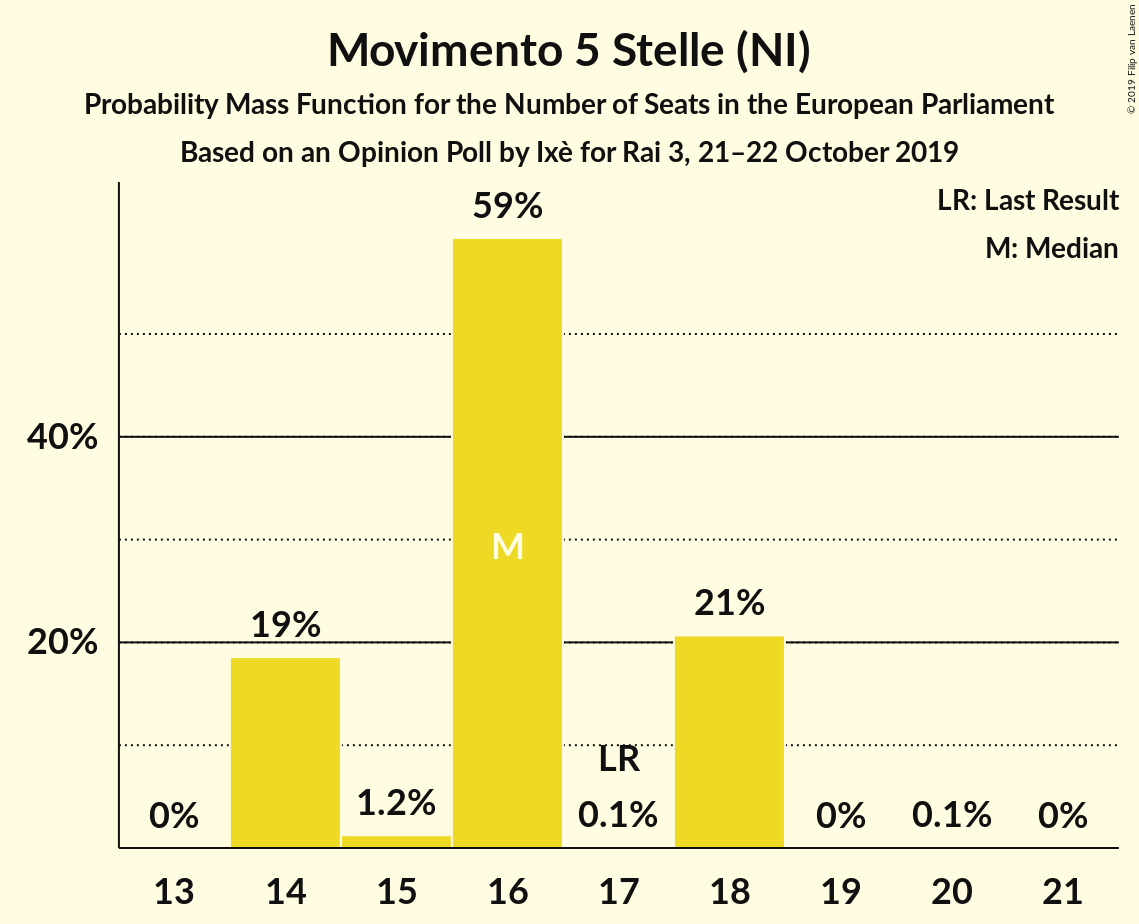 Movimento 5 Stelle (NI)
Probability Mass Function for the Number of Seats in the European Parliament
Based on an Opinion Poll by Ixè for Rai 3, 21–22 October 2019
© 2019 Filip van Laenen
LR: Last Result
M: Median
59%
40%
M
21%
19%
20%
LR
1.2%
0%
0.1%
0%
0.1%
0%
13 14 15 16 17 18 19 20 21